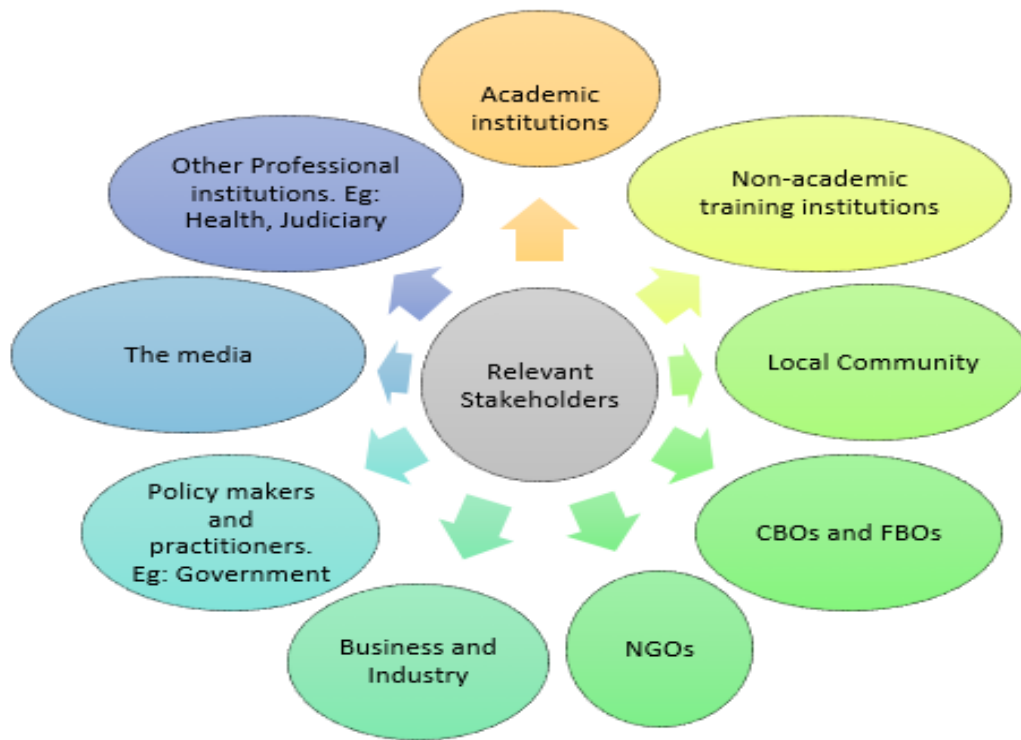 Academic
institutions
Non-academic
training institutions
Local Community
CBOs and FBOs
NGOs
Business and
Industry
Policy makers
and
practitioners.
Eg: Government
The media
Other Professional
institutions. Eg:
Health, Judiciary
Relevant
Stakeholders